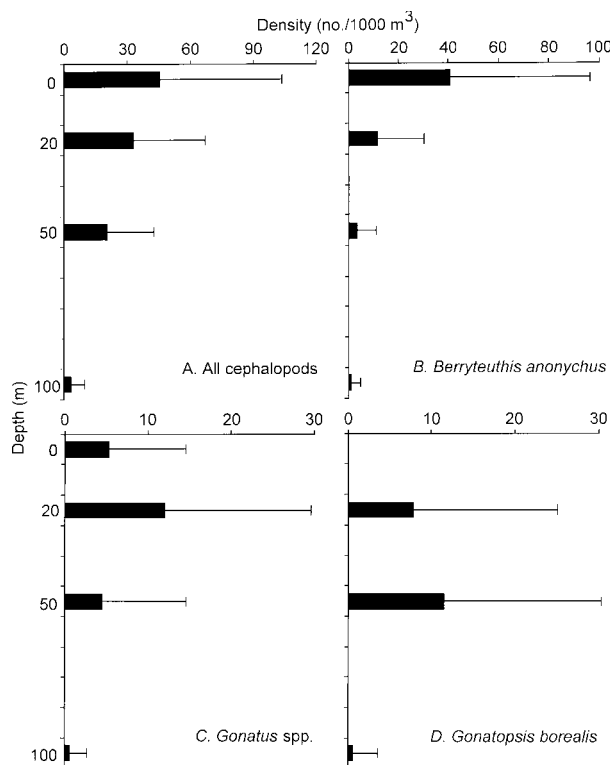 Density (no./1000 m3)
0 30 60 90 120
0 20 40 60 80 100
0
20
50
100
A. All cephalopods
B. Berryteuthis anonychus
Depth (m)
0 10 20 30
0 10 20 30
0
20
50
100
C. Gonatus spp.
D. Gonatopsis borealis